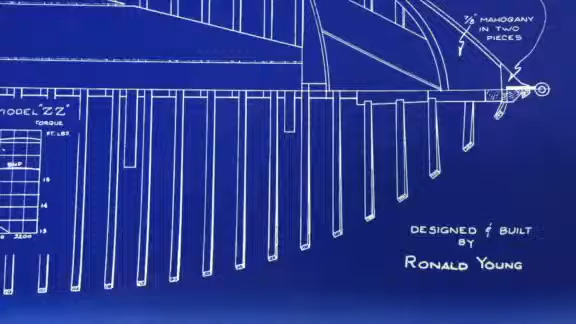 7/8" MAHOGANY
IN TWO
PIECES
MODEL "ZZ"
TORQUE
FT. LBS.
BHP
15
14
13
0 3200
DESIGNED & BUILT
BY
RONALD YOUNG